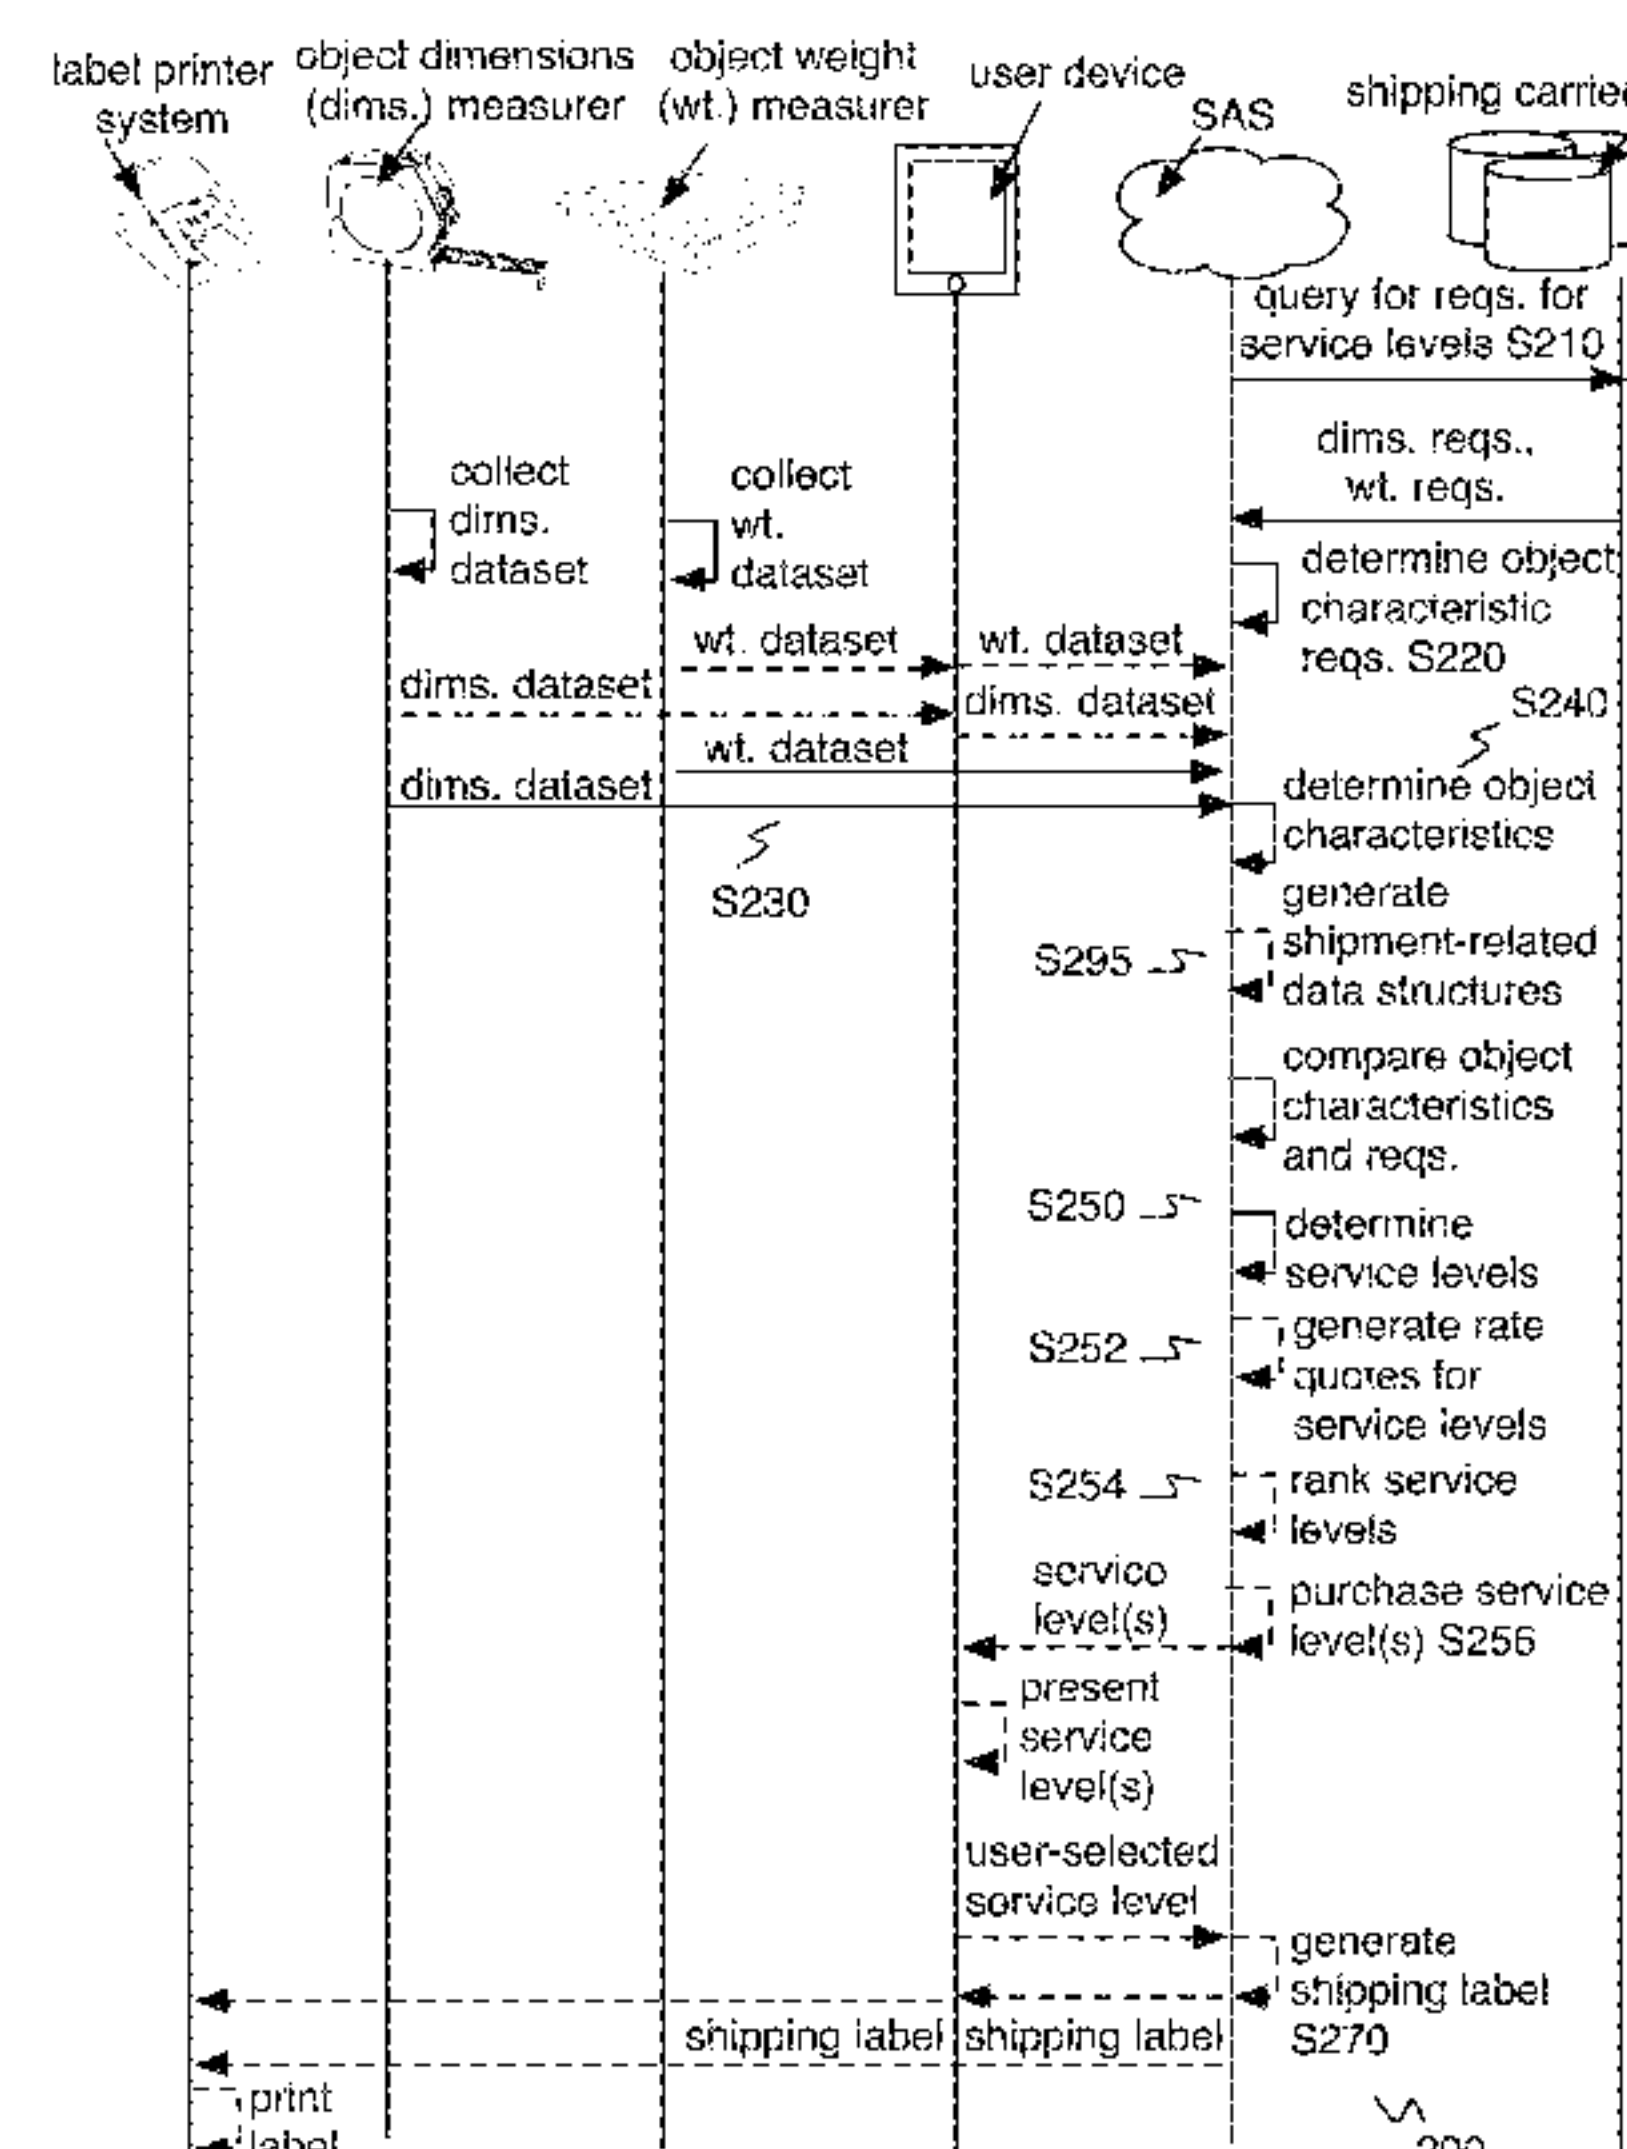 label printer
system
object dimensions
(dims.) measurer
object weight
(wt.) measurer
user device
SAS
shipping
query for reqs. for
service levels S210
dims. reqs.,
wt. reqs.
collect
dims.
dataset
collect
wt.
dataset
determine object
characteristic
reqs. S220
wt. dataset
wt. dataset
dims. dataset
dims. dataset
S240
wt. dataset
dims. dataset
determine object
characteristics
S230
generate
shipment-related
data structures
S295
compare object
characteristics
and reqs.
S250
determine
service levels
S252
generate rate
quotes for
service levels
S254
rank service
levels
service
level(s)
purchase service
level(s) S256
present
service
level(s)
user-selected
service level
generate
shipping label
S270
shipping label
shipping label
print
label